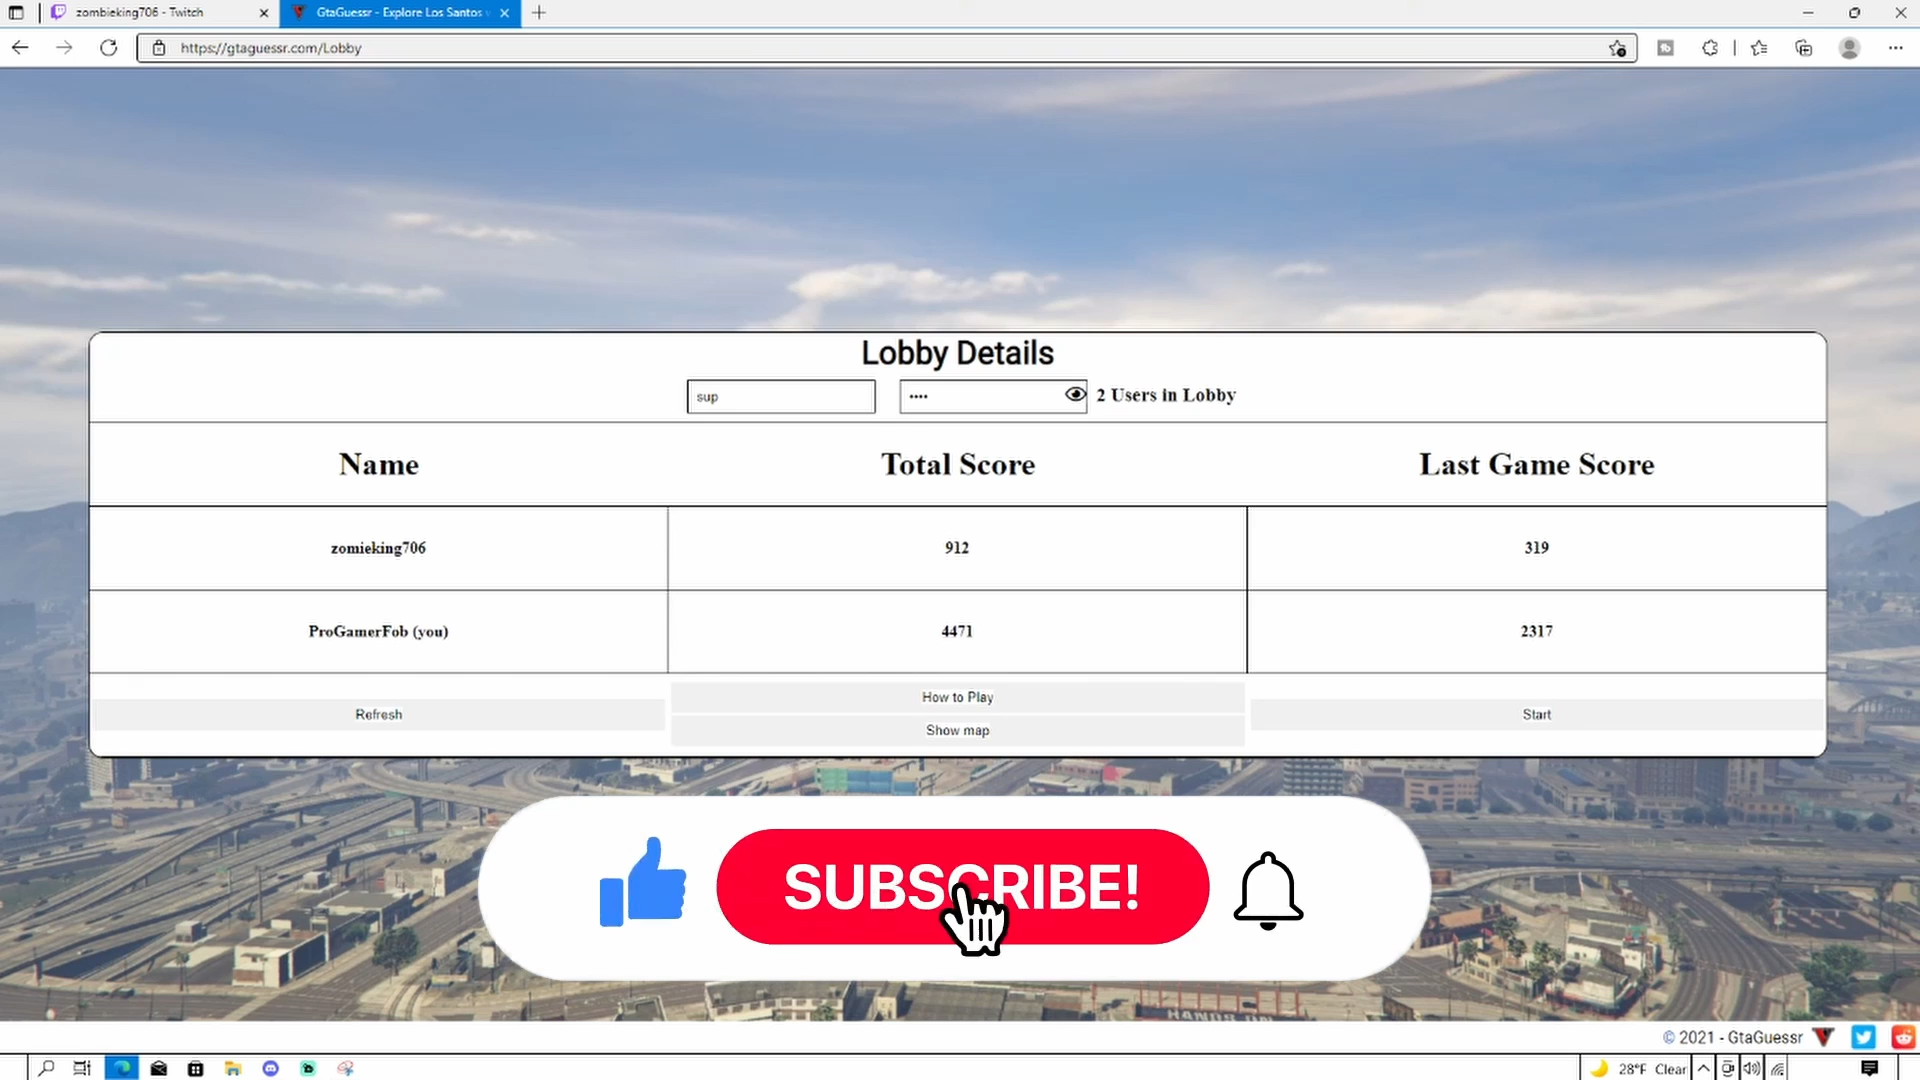 zombieking706 - Twitch
GtaGuessr - Explore Los Santos
https://gtaguessr.com/Lobby
Lobby Details
sup
••••
2 Users in Lobby
Name
Total Score
Last Game Score
zomieking706
912
319
ProGamerFob (you)
4471
2317
Refresh
How to Play
Show map
Start
SUBSCRIBE!
HANDS ON
© 2021 - GtaGuessr
28°F Clear